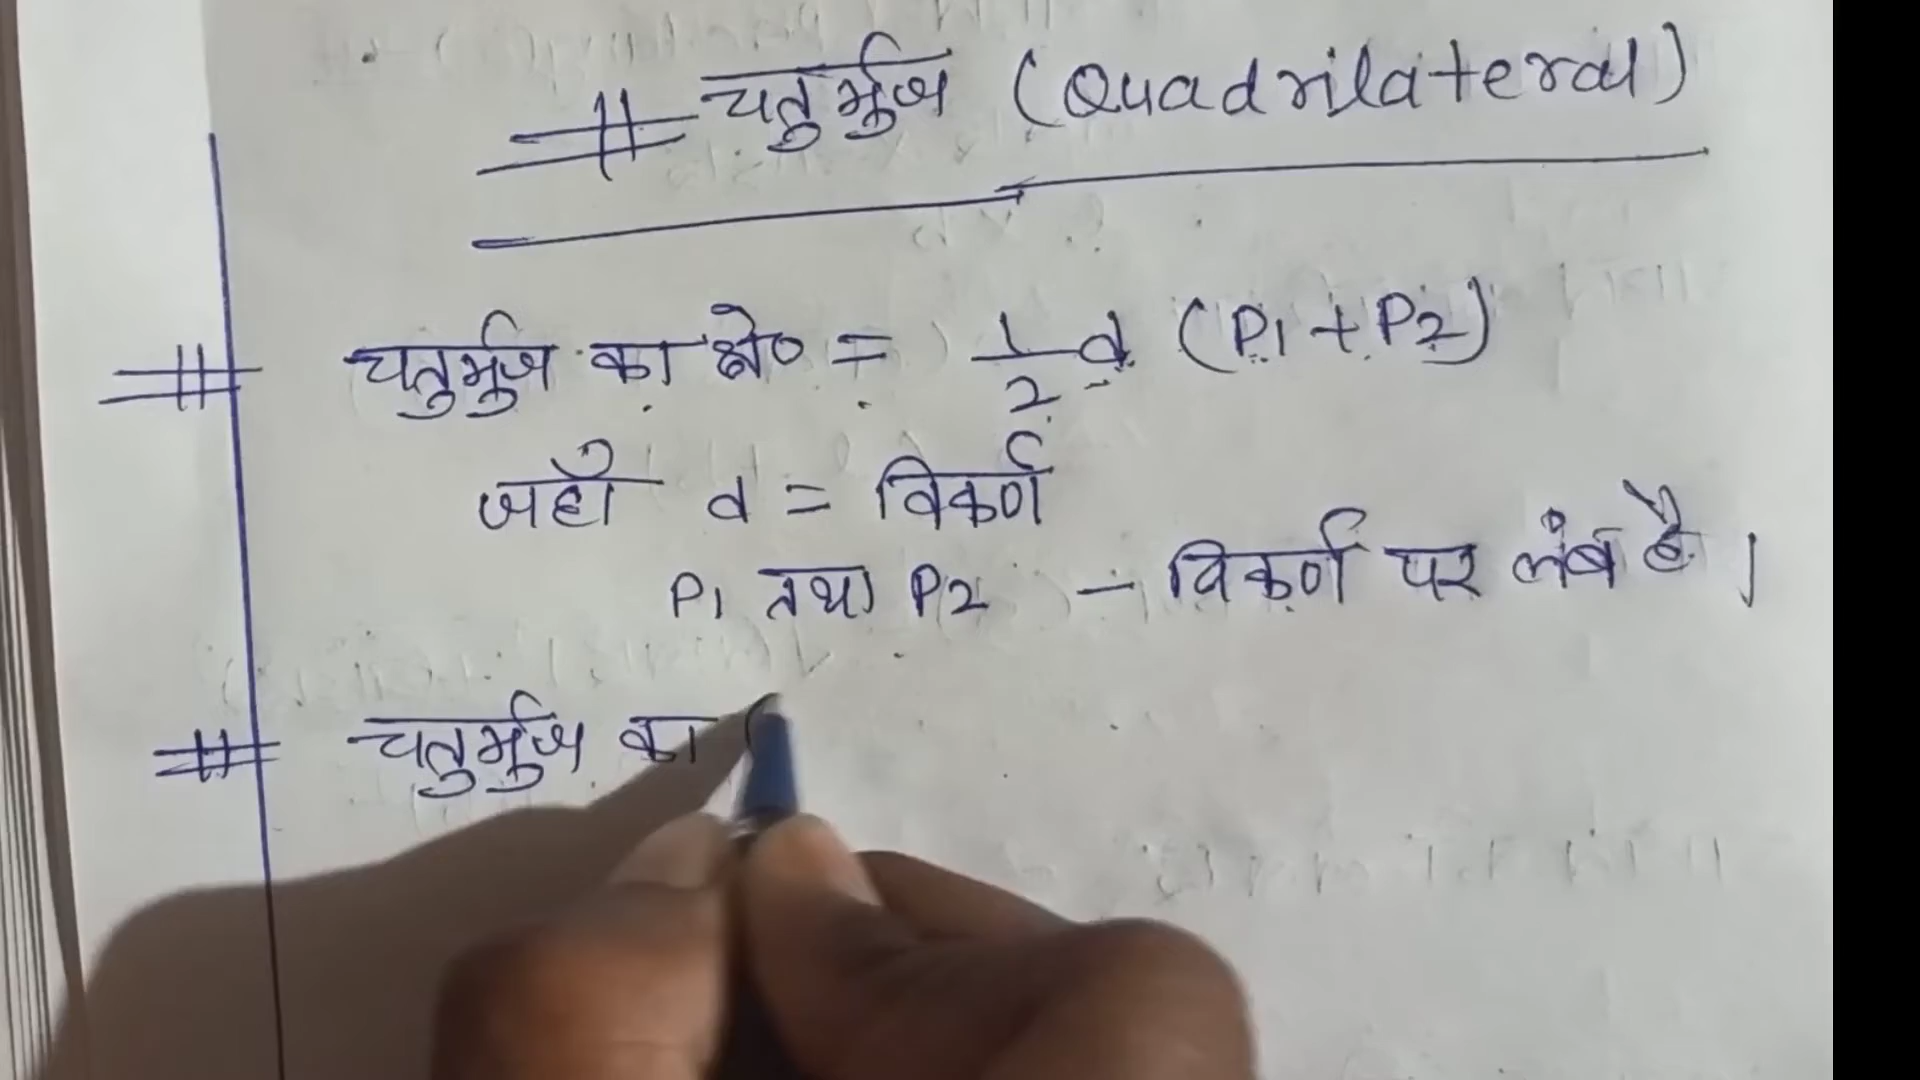 # चतुर्भुज (Quadrilateral)
# चतुर्भुज का क्षे० = 1/2 d (P1 + P2)
जहाँ d = विकर्ण
P1 तथा P2 – विकर्ण पर लंब है ।
# चतुर्भुज का